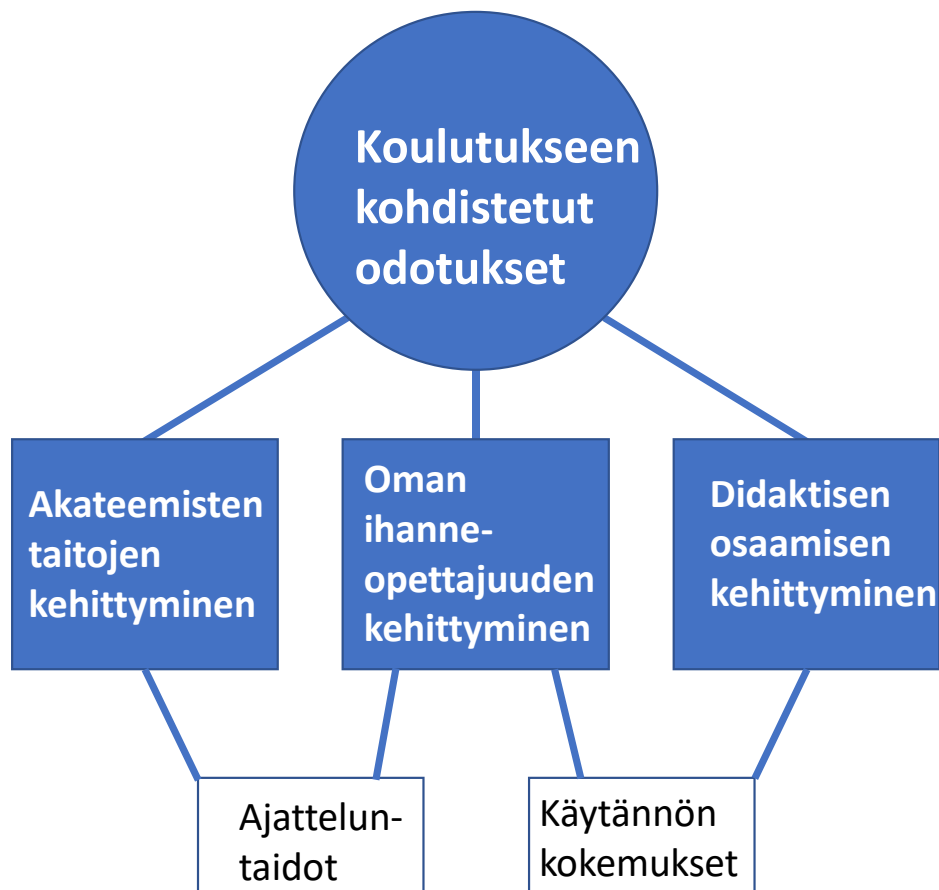 Koulutukseen
kohdistetut
odotukset
Akateemisten
taitojen
kehittyminen
Oman
ihanne-
opettajuuden
kehittyminen
Didaktisen
osaamisen
kehittyminen
Ajattelun-
taidot
Käytännön
kokemukset